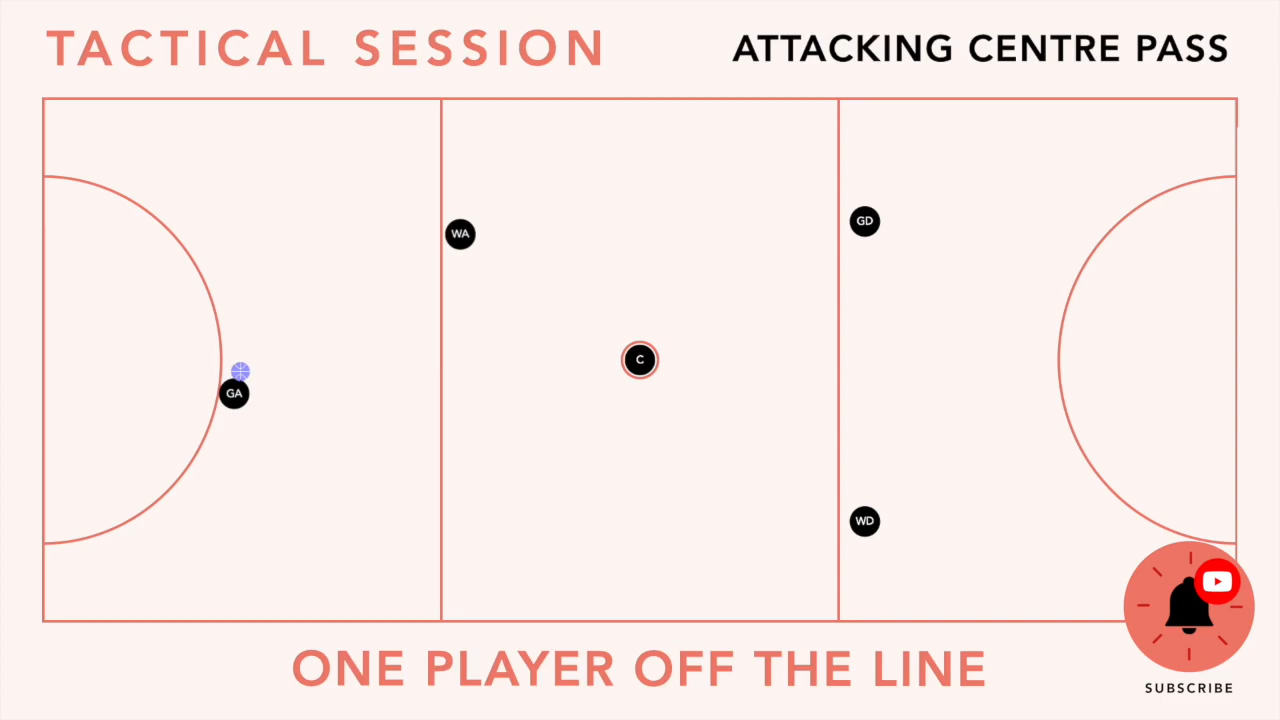 TACTICAL SESSION
ATTACKING CENTRE PASS
WA
GD
C
GA
WD
ONE PLAYER OFF THE LINE
SUBSCRIBE